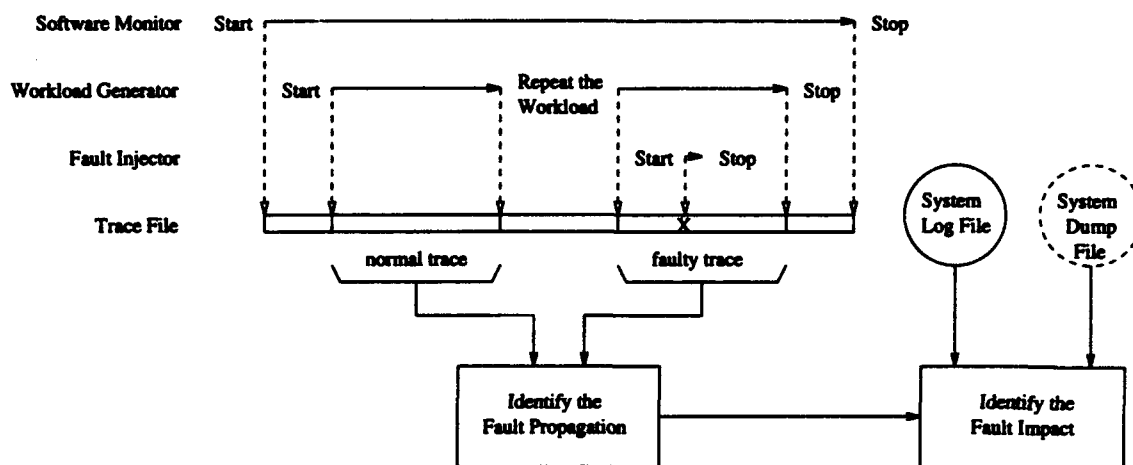 Software Monitor Start Stop
Workload Generator Start Repeat the Workload Stop
Fault Injector Start Stop
Trace File X
System Log File
System Dump File
normal trace faulty trace
Identify the
Fault Propagation
Identify the
Fault Impact